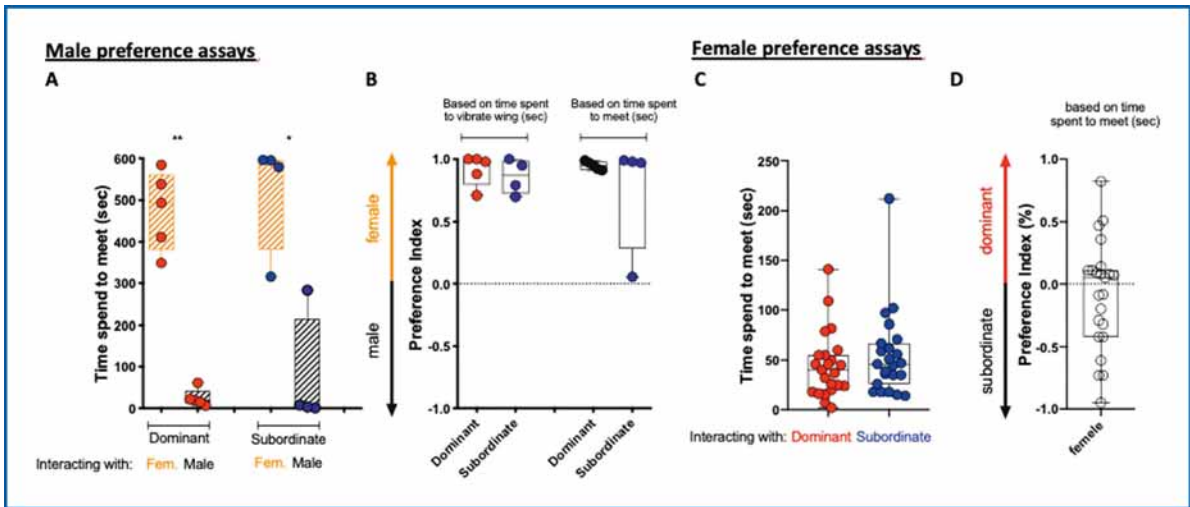 Male preference assays
Female preference assays
A
B
C
D
Based on time spent
to vibrate wing (sec)
Based on time spent
to meet (sec)
based on time
spent to meet (sec)
**
*
Time spend to meet (sec)
600
500
400
300
200
100
0
Dominant
Subordinate
Interacting with: Fem. Male
Fem. Male
female
male
Preference Index
1.0
0.5
0.0
-0.5
-1.0
Dominant
Subordinate
Dominant
Subordinate
Time spend to meet (sec)
250
200
150
100
50
0
Interacting with: Dominant Subordinate
dominant
subordinate
Preference Index (%)
1.0
0.5
0.0
-0.5
-1.0
femele